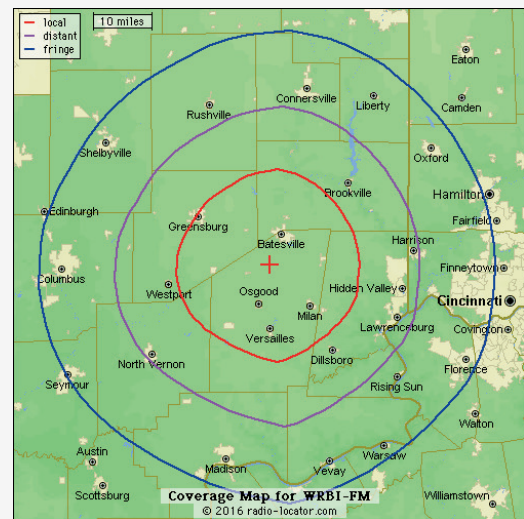 local
distant
fringe
10 miles
Eaton
Connersville
Liberty
Camden
Rushville
Shelbyville
Oxford
Brookville
Hamilton
Edinburgh
Greensburg
Fairfield
Batesville
Harrison
Columbus
Finneytown
Westport
Hidden Valley
Osgood
Cincinnati
Milan
Lawrenceburg
Versailles
Covington
North Vernon
Dillsboro
Florence
Seymour
Rising Sun
Walton
Austin
Madison
Vevay
Warsaw
Scottsburg
Coverage Map for WRBI-FM
Williamstown
© 2016 radio-locator.com